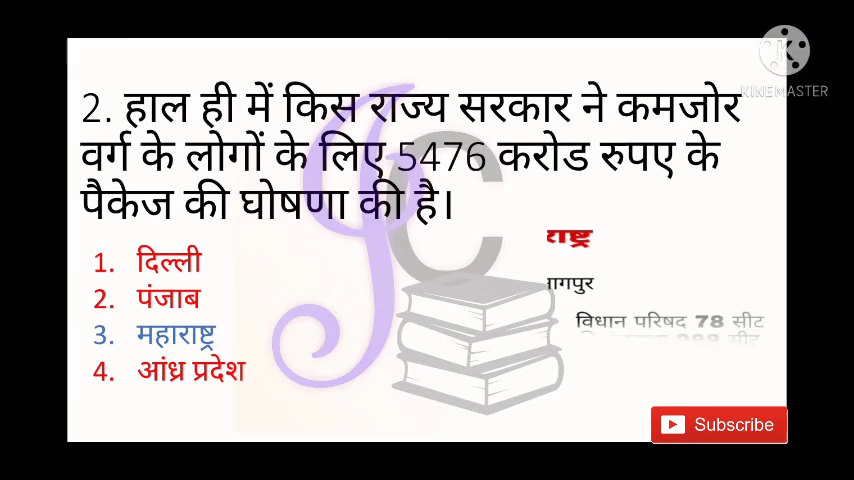 KINEMASTER
2. हाल ही में किस राज्य सरकार ने कमजोर
वर्ग के लोगों के लिए 5476 करोड रुपए के
पैकेज की घोषणा की है।
1. दिल्ली
2. पंजाब
3. महाराष्ट्र
4. आंध्र प्रदेश
विधान परिषद 78 सीट
Subscribe